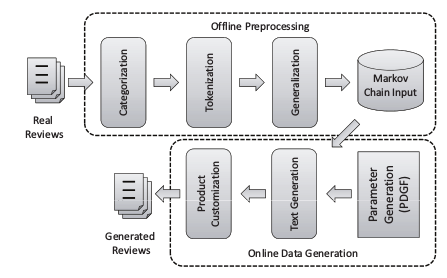 Offline Preprocessing
Real
Reviews
Categorization
Tokenization
Generalization
Markov
Chain Input
Generated
Reviews
Product
Customization
Text Generation
Parameter
Generation
(PDGF)
Online Data Generation